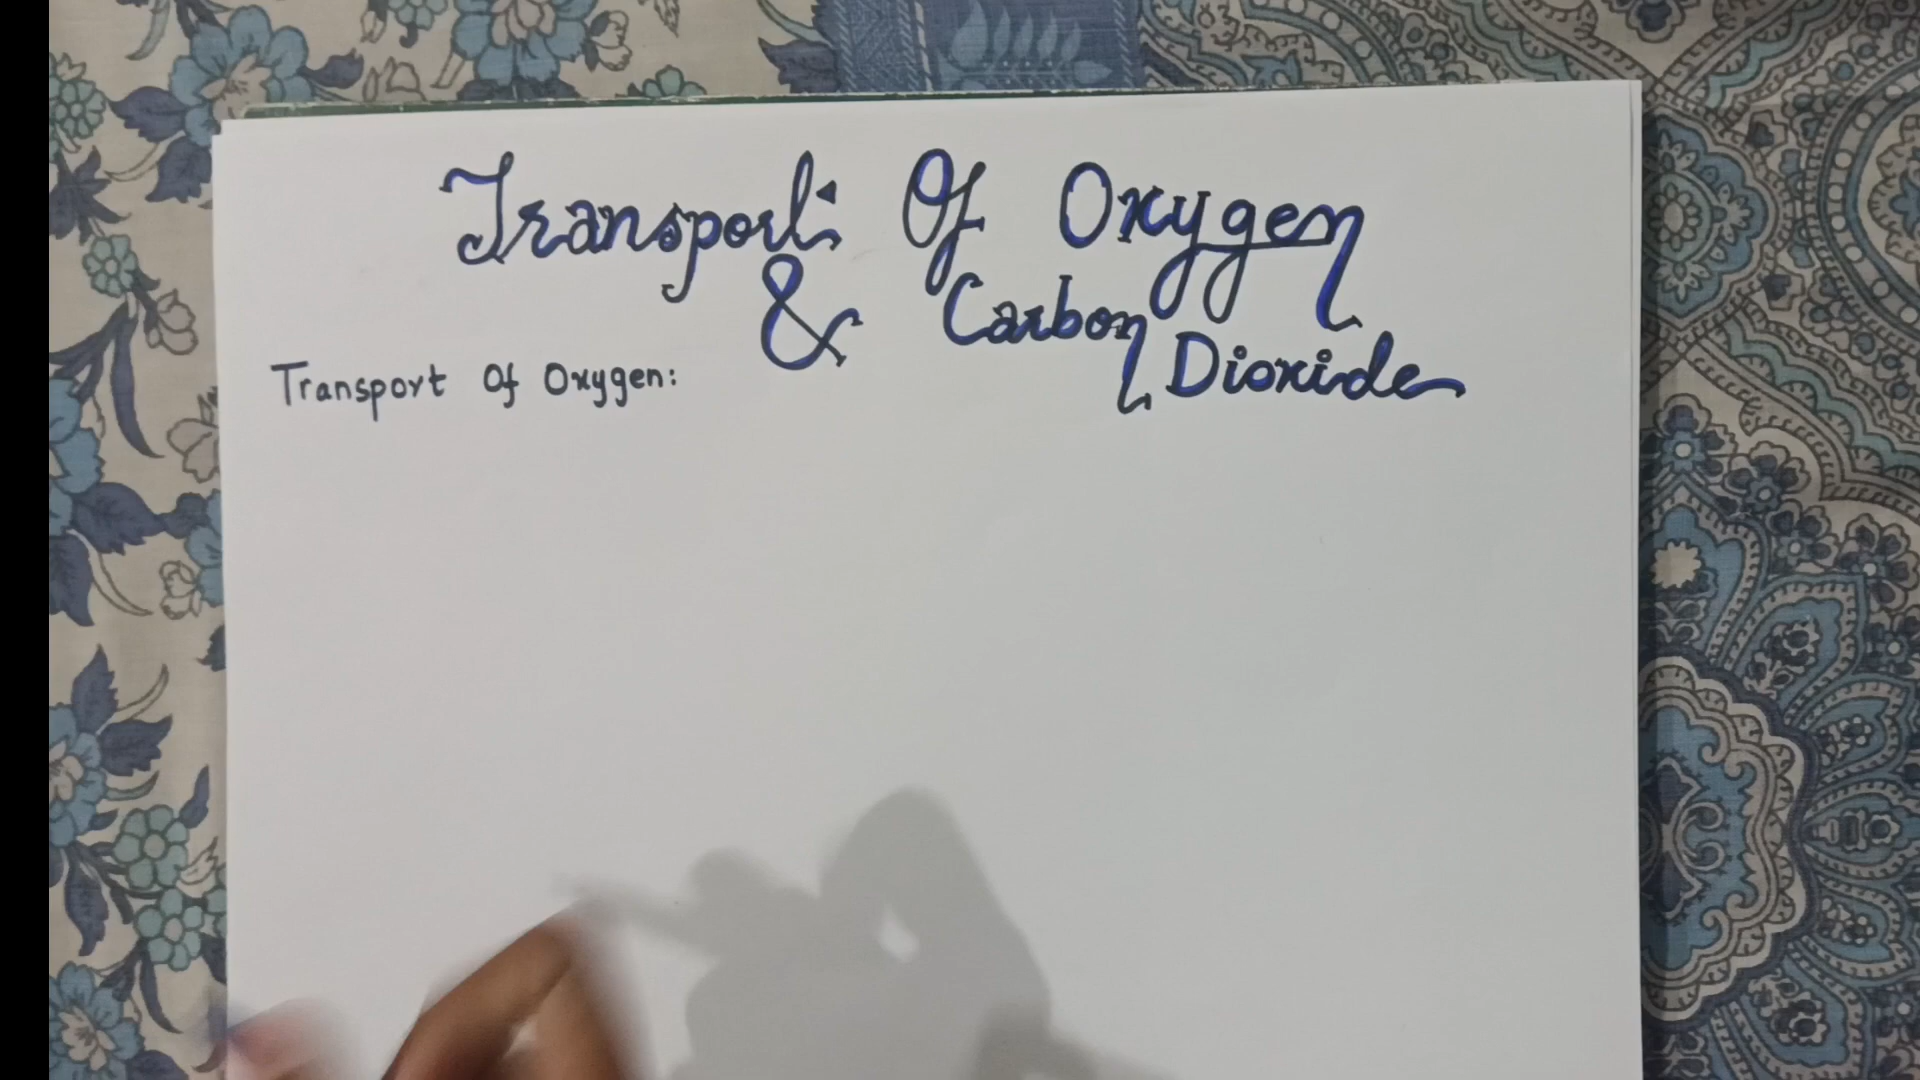 Transport Of Oxygen
& Carbon Dioxide
Transport Of Oxygen: